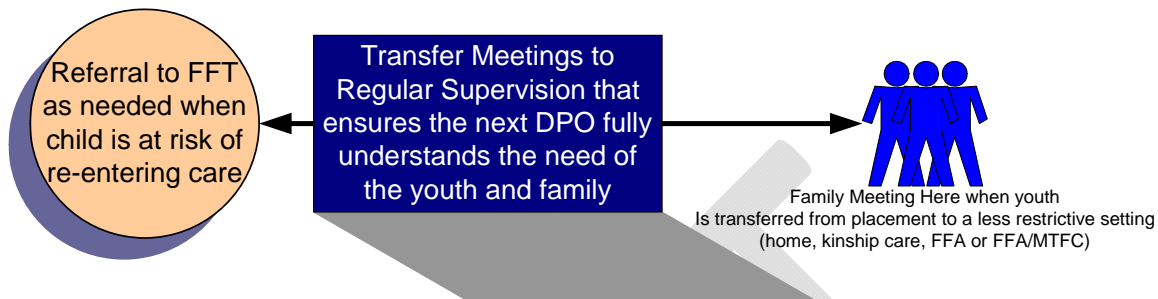 Referral to FFT
as needed when
child is at risk of
re-entering care
Transfer Meetings to
Regular Supervision that
ensures the next DPO fully
understands the need of
the youth and family
Family Meeting Here when youth
Is transferred from placement to a less restrictive setting
(home, kinship care, FFA or FFA/MTFC)